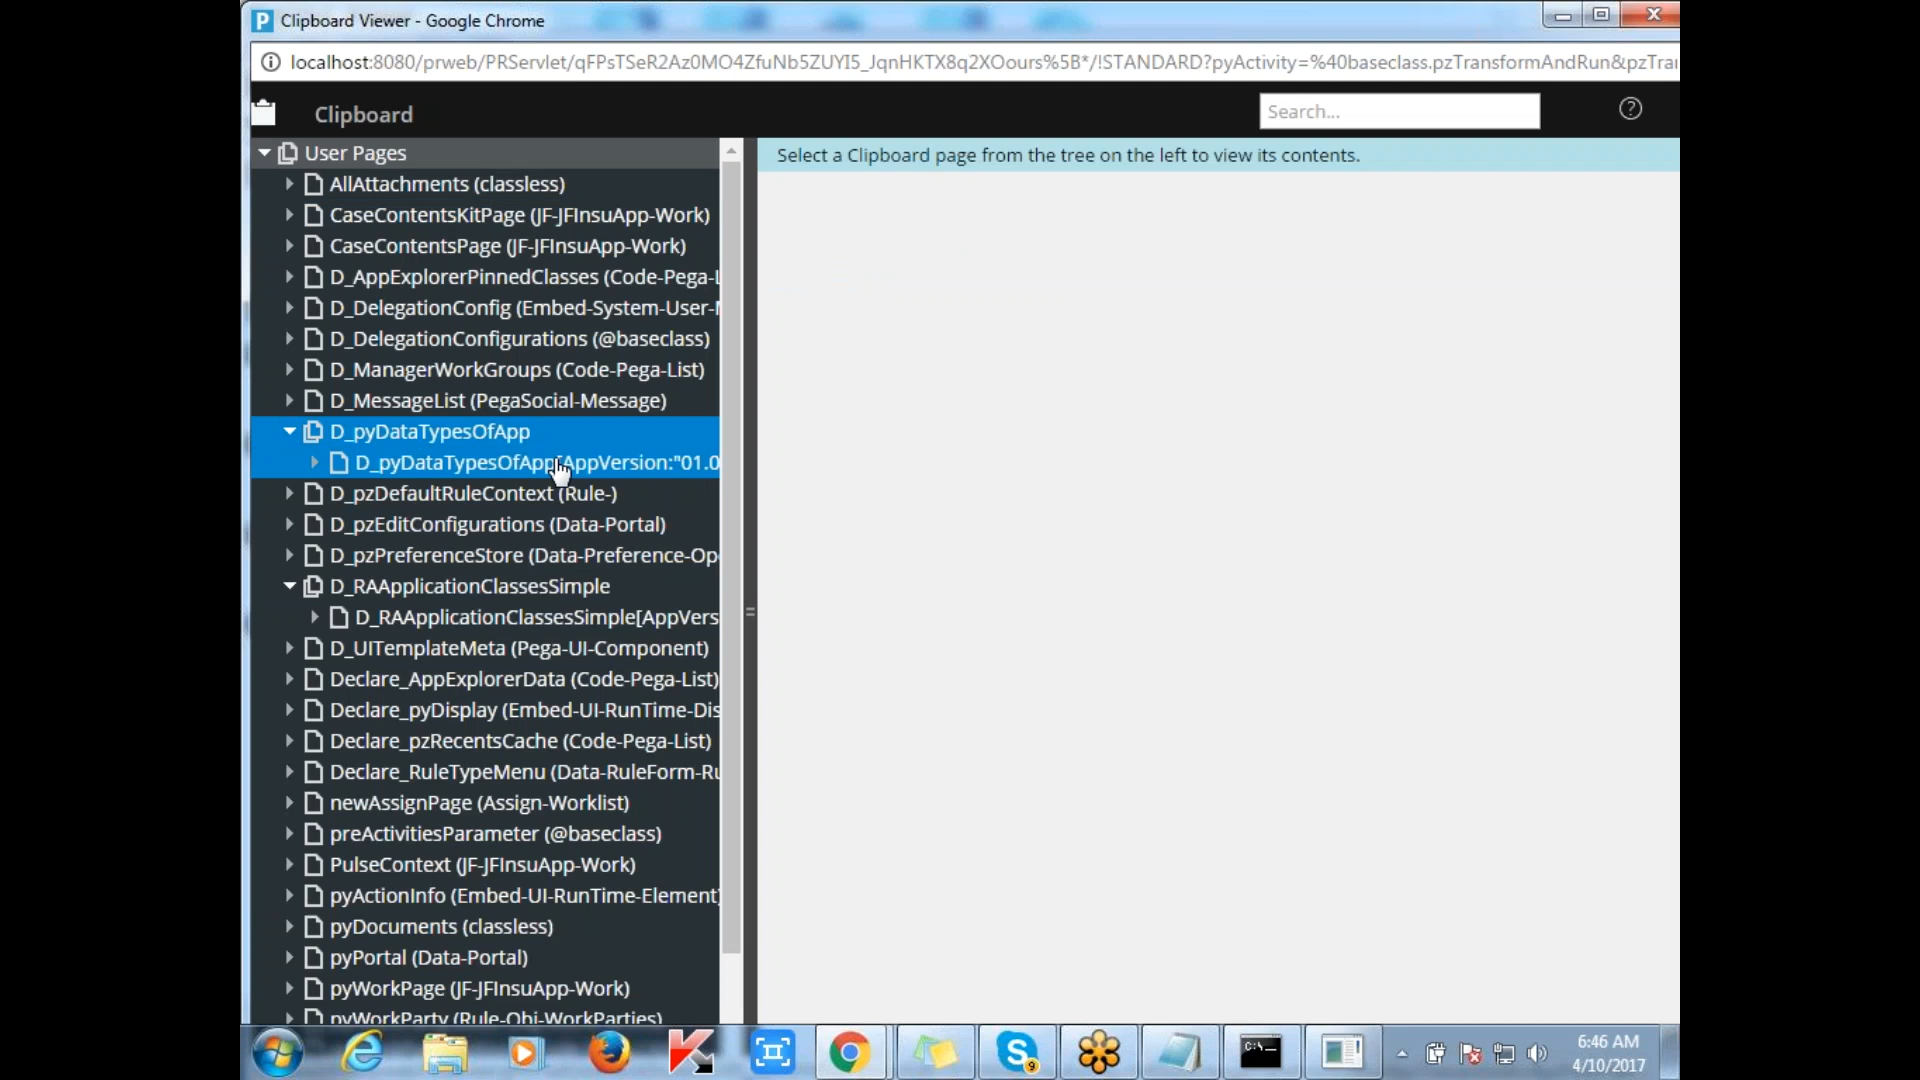 Clipboard Viewer - Google Chrome
localhost:8080/prweb/PRServlet/qFPsTSeR2Az0MO4ZfuNb5ZUYI5_JqnHKTX8q2XOours%5B*/!STANDARD?pyActivity=%40baseclass.pzTransformAndRun&pzTra
Clipboard
Search...
User Pages
Select a Clipboard page from the tree on the left to view its contents.
AllAttachments (classless)
CaseContentsKitPage (JF-JFInsuApp-Work)
CaseContentsPage (JF-JFInsuApp-Work)
D_AppExplorerPinnedClasses (Code-Pega-L
D_DelegationConfig (Embed-System-User-
D_DelegationConfigurations (@baseclass)
D_ManagerWorkGroups (Code-Pega-List)
D_MessageList (PegaSocial-Message)
D_pyDataTypesOfApp
D_pyDataTypesOfApp[AppVersion:"01.0
D_pzDefaultRuleContext (Rule-)
D_pzEditConfigurations (Data-Portal)
D_pzPreferenceStore (Data-Preference-Op
D_RAApplicationClassesSimple
D_RAApplicationClassesSimple[AppVers
D_UITemplateMeta (Pega-UI-Component)
Declare_AppExplorerData (Code-Pega-List)
Declare_pyDisplay (Embed-UI-RunTime-Dis
Declare_pzRecentsCache (Code-Pega-List)
Declare_RuleTypeMenu (Data-RuleForm-Ru
newAssignPage (Assign-Worklist)
preActivitiesParameter (@baseclass)
PulseContext (JF-JFInsuApp-Work)
pyActionInfo (Embed-UI-RunTime-Element)
pyDocuments (classless)
pyPortal (Data-Portal)
pyWorkPage (JF-JFInsuApp-Work)
pyWorkParty (Rule-Obj-WorkParties)
6:46 AM
4/10/2017